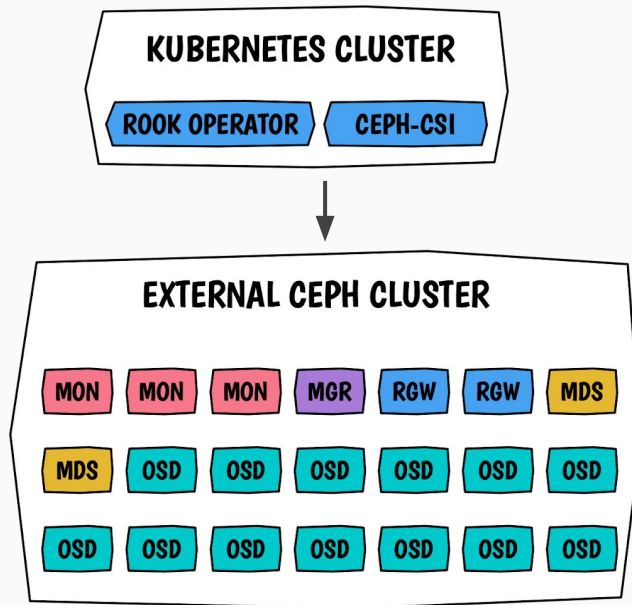 KUBERNETES CLUSTER
ROOK OPERATOR CEPH-CSI
EXTERNAL CEPH CLUSTER
MON MON MON MGR RGW RGW MDS
MDS OSD OSD OSD OSD OSD OSD
OSD OSD OSD OSD OSD OSD OSD